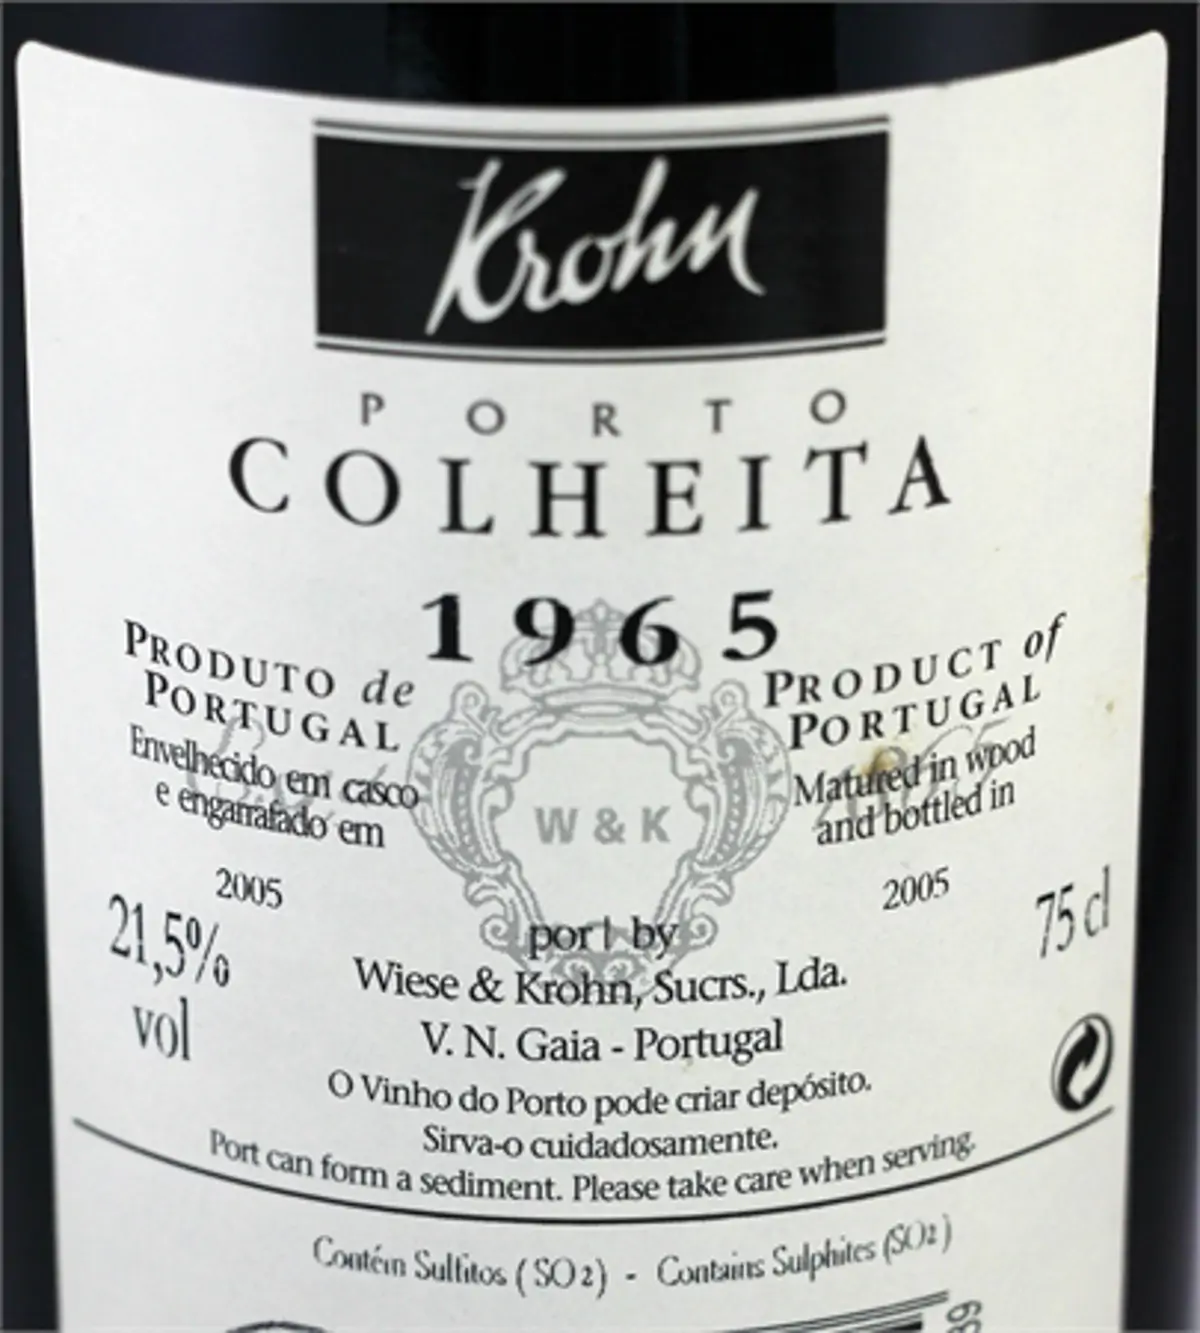 Krohn
PORTO
COLHEITA
1965
PRODUTO de
PORTUGAL
Envelhecido em casco
e engarrafado em
2005
21,5%
vol
PRODUCT of
PORTUGAL
Matured in wood
and bottled in
2005
75 cl
W & K
por | by
Wiese & Krohn, Sucrs., Lda.
V. N. Gaia - Portugal
O Vinho do Porto pode criar depósito.
Sirva-o cuidadosamente.
Port can form a sediment. Please take care when serving.
Contém Sulfitos (SO2) - Contains Sulphites (SO2)